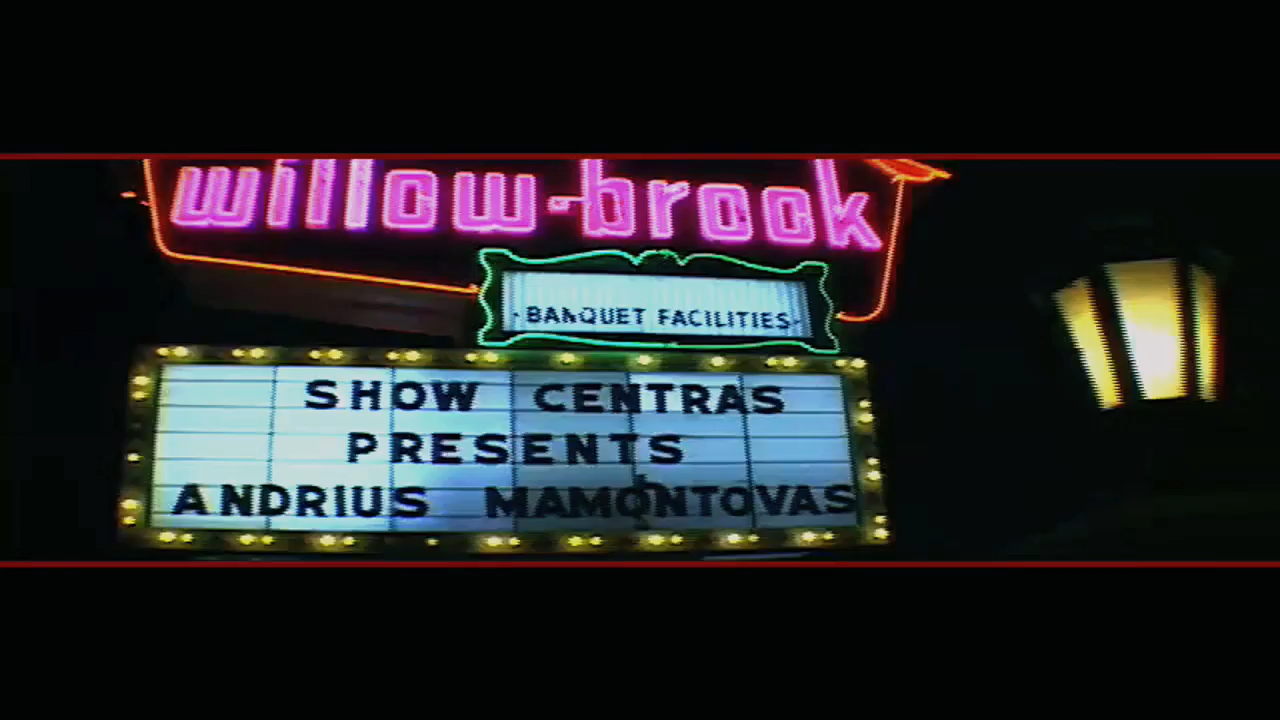 willow-brook
·BANQUET FACILITIES·
SHOW CENTRAS
PRESENTS
ANDRIUS MAMONTOVAS